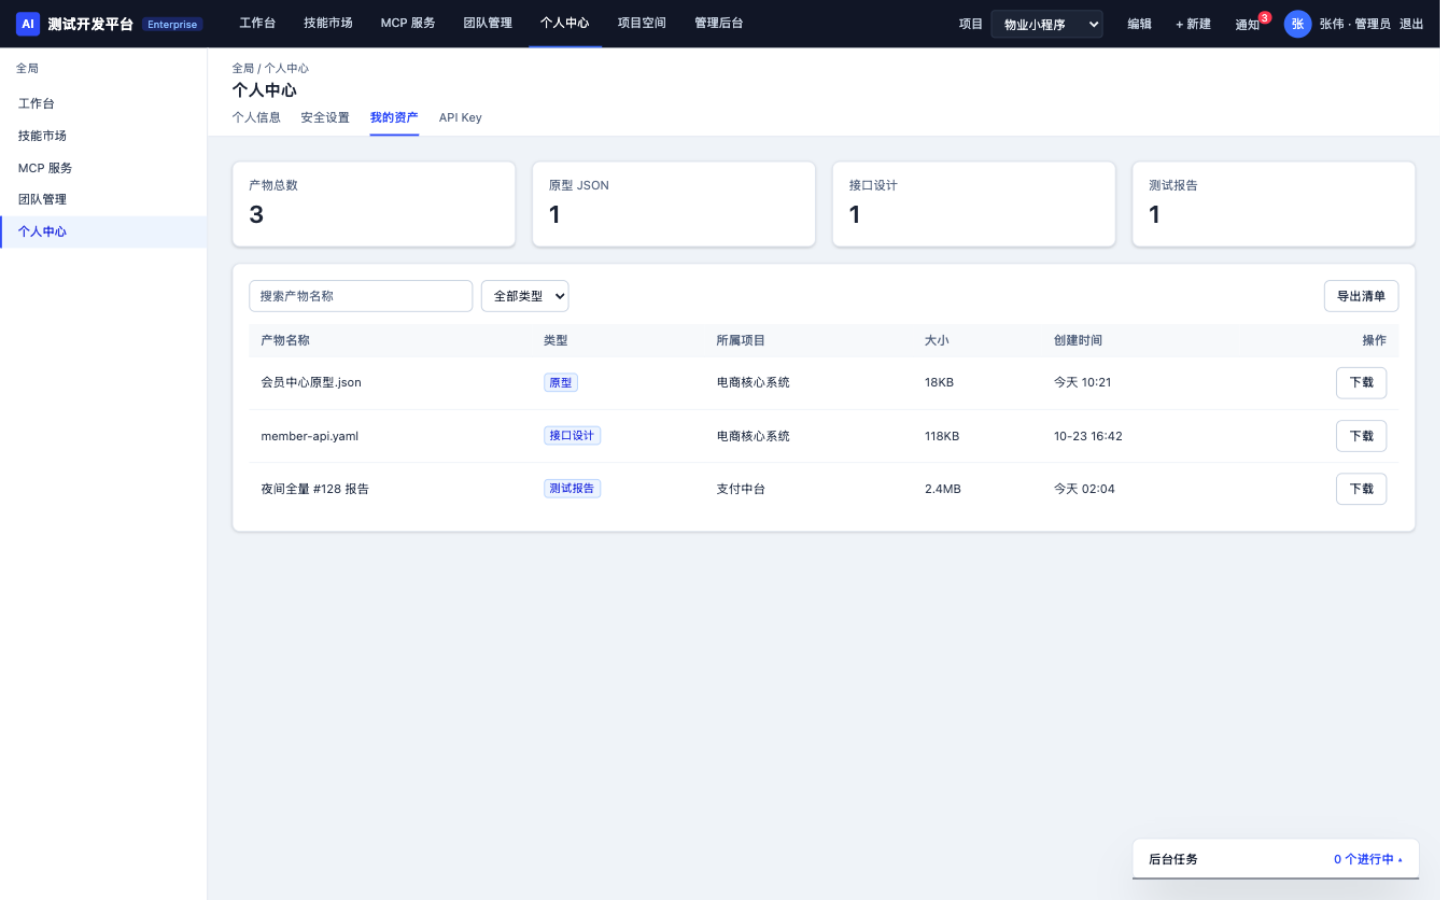 AI 测试开发平台 Enterprise 工作台 技能市场 MCP 服务 团队管理 个人中心 项目空间 管理后台 项目 物业小程序 编辑 + 新建 通知 3 张 张伟 · 管理员 退出
全局
工作台
技能市场
MCP 服务
团队管理
个人中心
全局 / 个人中心
个人中心
个人信息 安全设置 我的资产 API Key
产物总数 原型 JSON 接口设计 测试报告
3 1 1 1
搜索产物名称 全部类型 导出清单
产物名称 类型 所属项目 大小 创建时间 操作
会员中心原型.json 原型 电商核心系统 18KB 今天 10:21 下载
member-api.yaml 接口设计 电商核心系统 118KB 10-23 16:42 下载
夜间全量 #128 报告 测试报告 支付中台 2.4MB 今天 02:04 下载
后台任务 0 个进行中